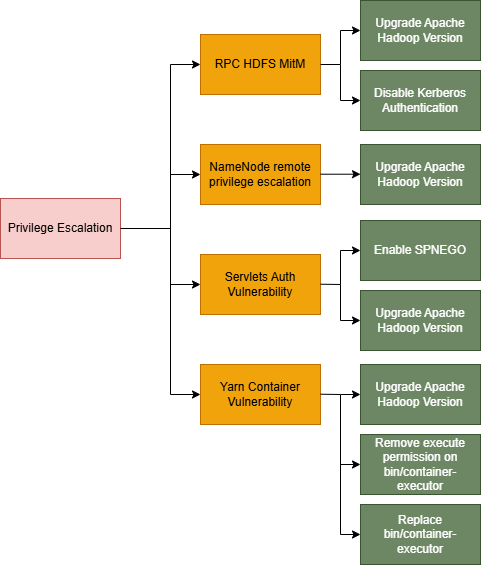 Privilege Escalation
RPC HDFS MitM
Upgrade Apache
Hadoop Version
Disable Kerberos
Authentication
NameNode remote
privilege escalation
Upgrade Apache
Hadoop Version
Servlets Auth
Vulnerability
Enable SPNEGO
Upgrade Apache
Hadoop Version
Yarn Container
Vulnerability
Upgrade Apache
Hadoop Version
Remove execute
permission on
bin/container-
executor
Replace
bin/container-
executor